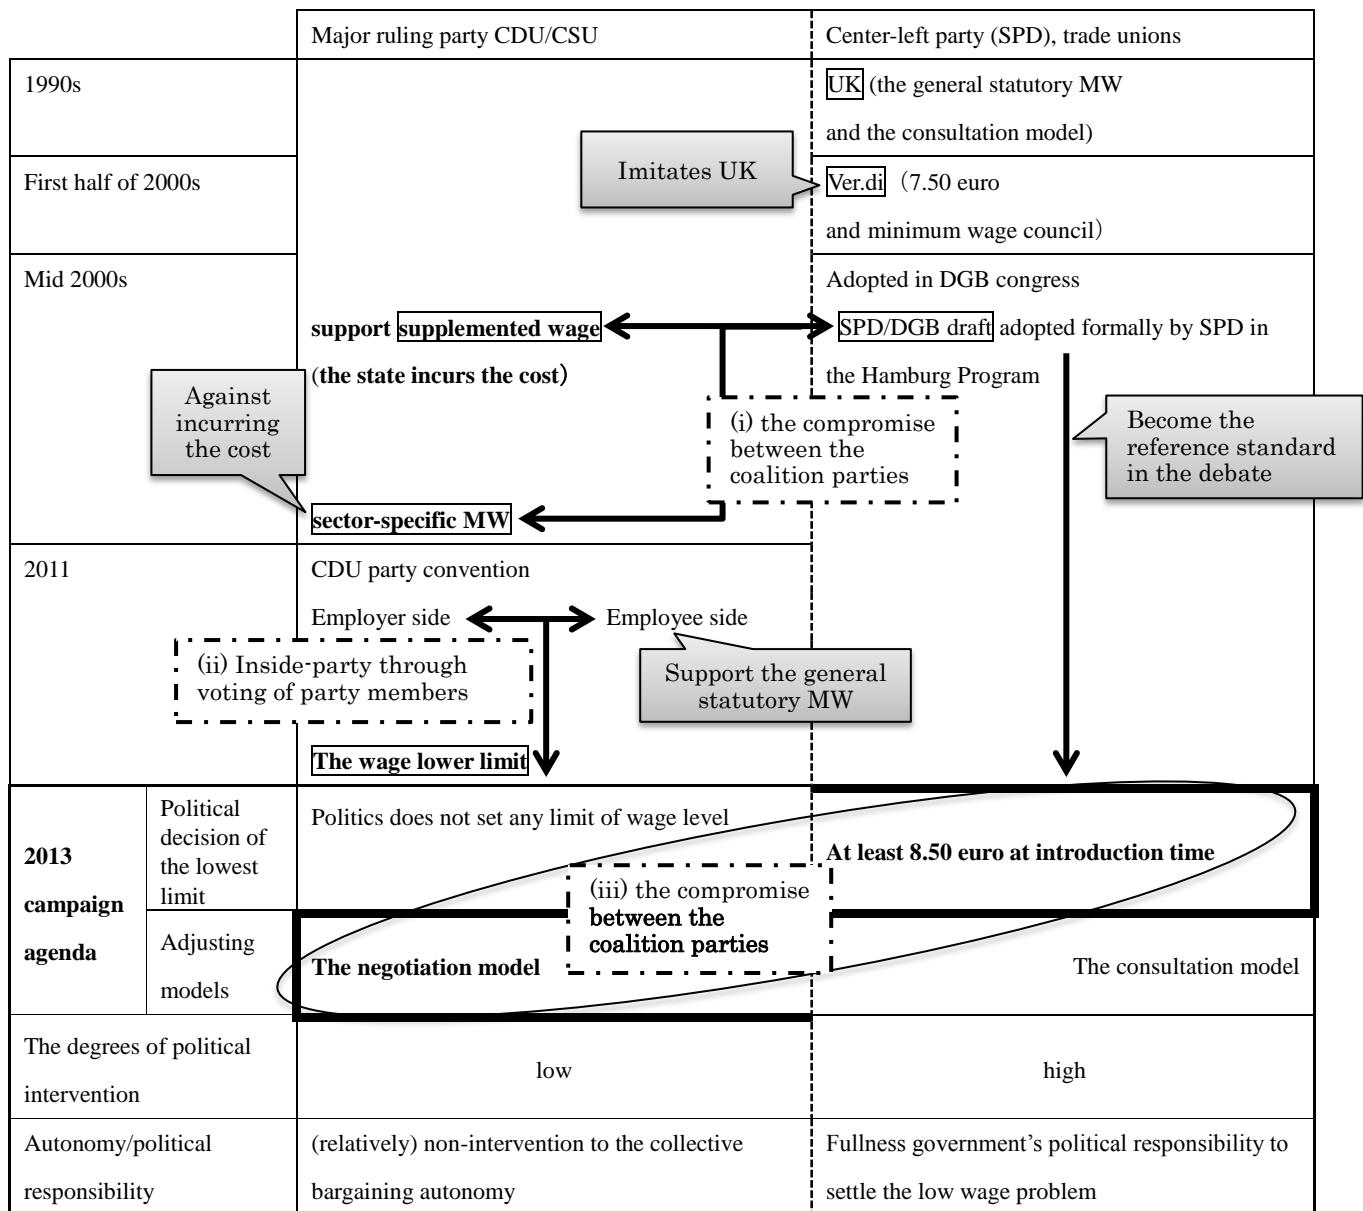 Major ruling party CDU/CSU
Center-left party (SPD), trade unions
1990s
UK (the general statutory MW
and the consultation model)
Imitates UK
First half of 2000s
Ver.di（7.50 euro
and minimum wage council）
Mid 2000s
Adopted in DGB congress
support supplemented wage
SPD/DGB draft adopted formally by SPD in
(the state incurs the cost）
the Hamburg Program
Against
incurring
the cost
(i) the compromise
between the
coalition parties
Become the
reference standard
in the debate
sector-specific MW
2011
CDU party convention
Employer side
Employee side
(ii) Inside-party through
voting of party members
Support the general
statutory MW
The wage lower limit
2013
campaign
agenda
Political
decision of
the lowest
limit
Politics does not set any limit of wage level
At least 8.50 euro at introduction time
(iii) the compromise
between the
coalition parties
Adjusting
models
The negotiation model
The consultation model
The degrees of political
intervention
low
high
Autonomy/political
responsibility
(relatively) non-intervention to the collective
bargaining autonomy
Fullness government’s political responsibility to
settle the low wage problem